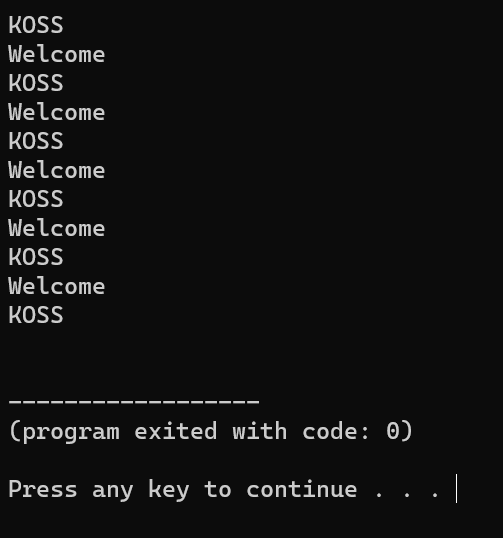 KOSS
Welcome
KOSS
Welcome
KOSS
Welcome
KOSS
Welcome
KOSS
Welcome
KOSS
------------------
(program exited with code: 0)
Press any key to continue . . .